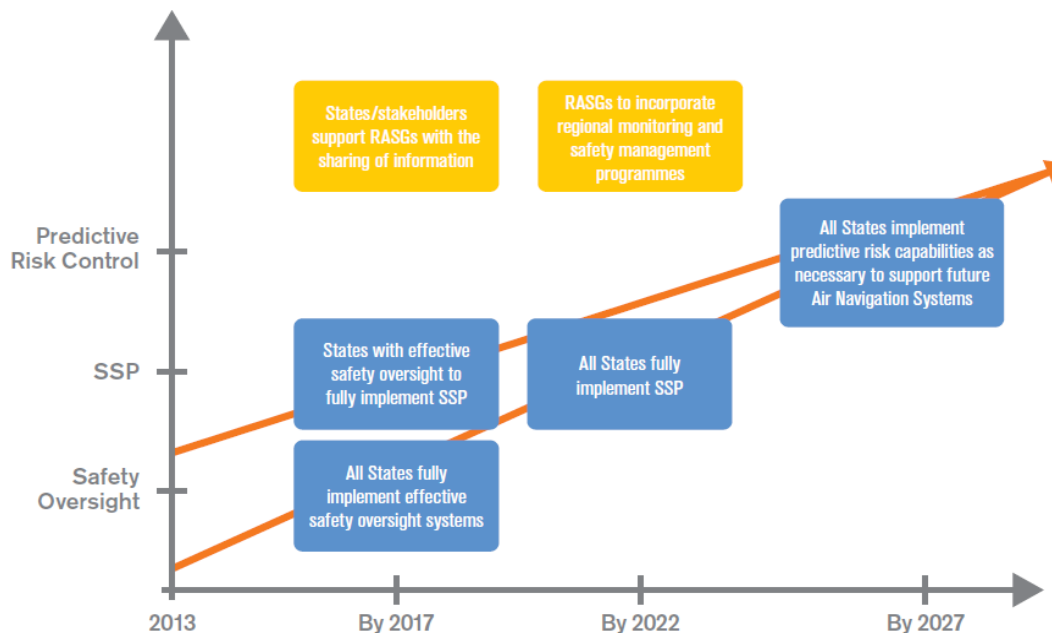 States/stakeholders
support RASGs with the
sharing of information
RASGs to incorporate
regional monitoring and
safety management
programmes
Predictive
Risk Control
All States implement
predictive risk capabilities as
necessary to support future
Air Navigation Systems
SSP
States with effective
safety oversight to
fully implement SSP
All States fully
implement SSP
Safety
Oversight
All States fully
implement effective
safety oversight systems
2013
By 2017
By 2022
By 2027